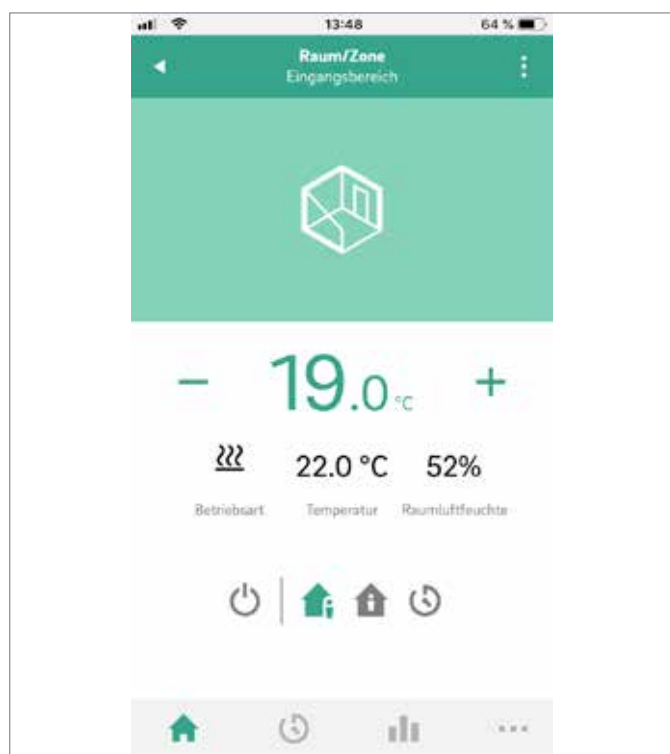 13:48 64 %
Raum/Zone
Eingangsbereich
− 19.0 °C +
22.0 °C 52%
Betriebsart Temperatur Raumluftfeuchte